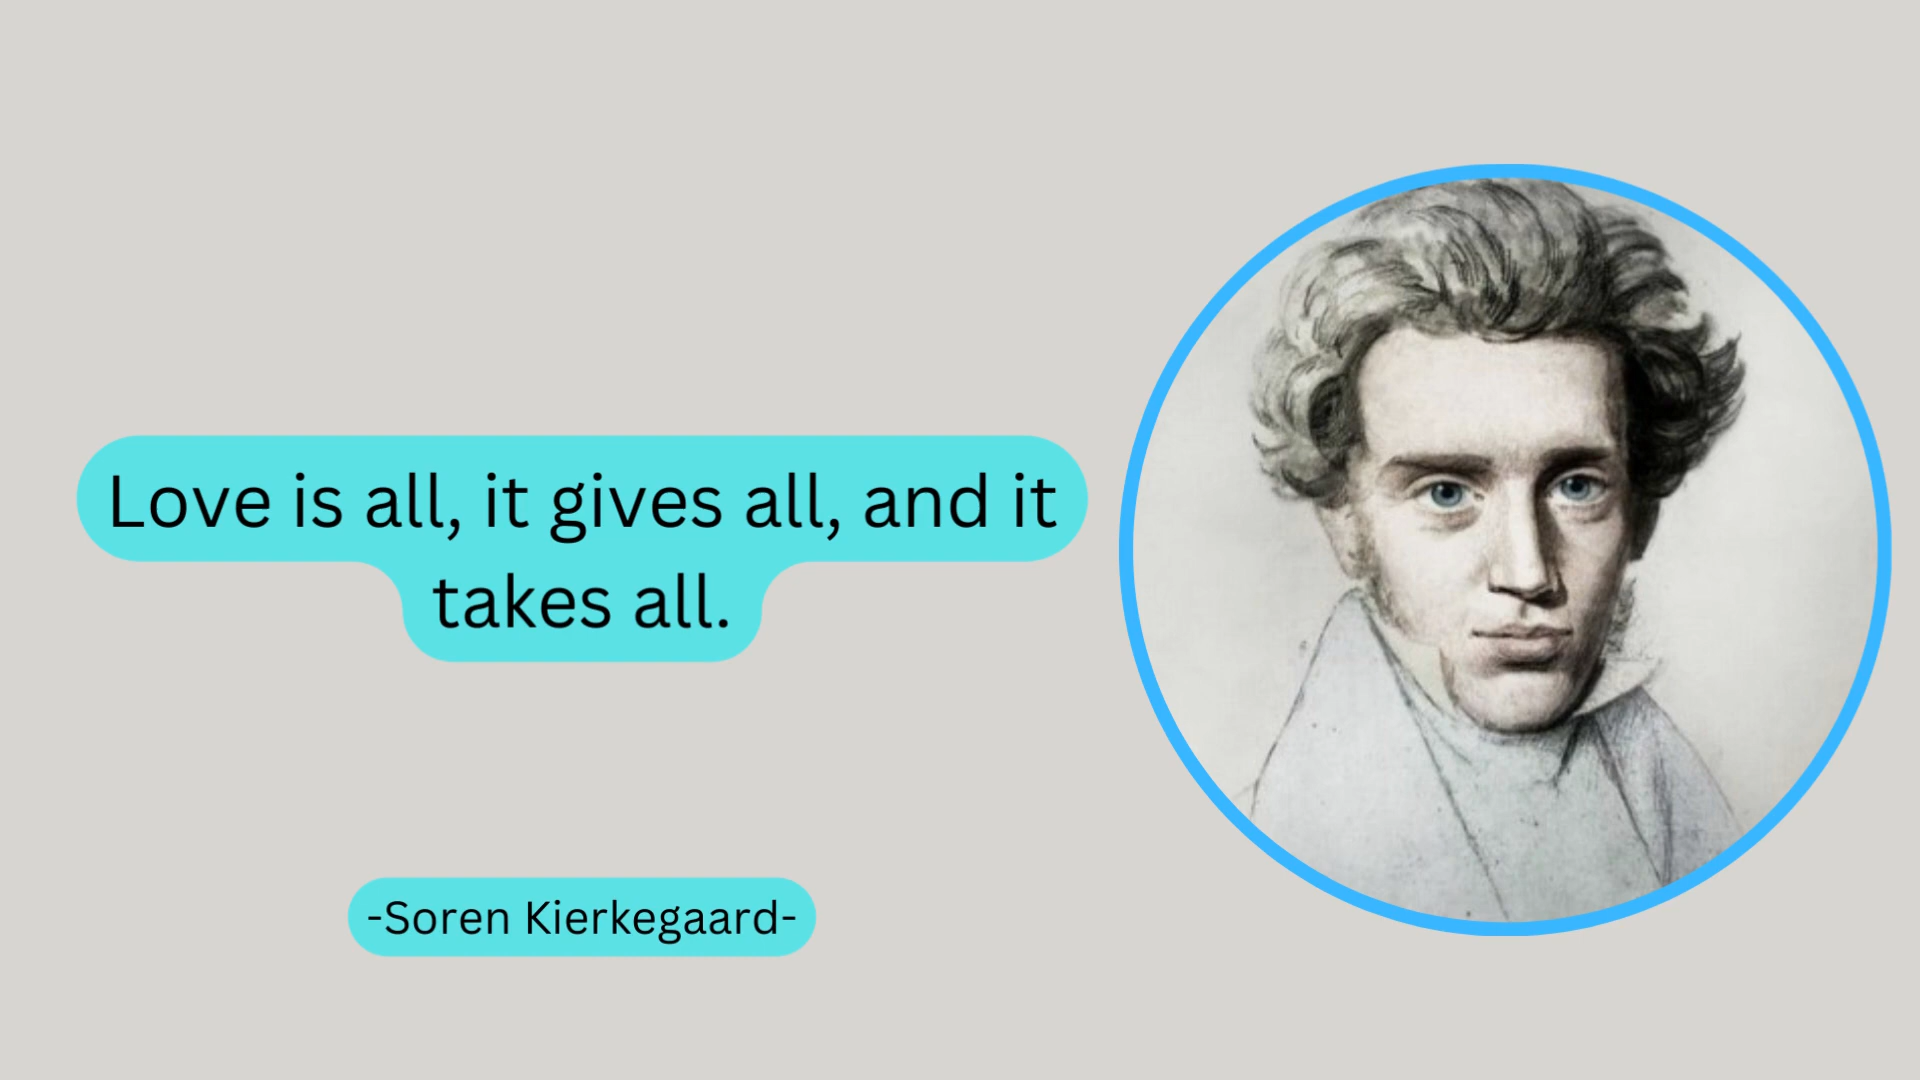 Love is all, it gives all, and it
takes all.
-Soren Kierkegaard-